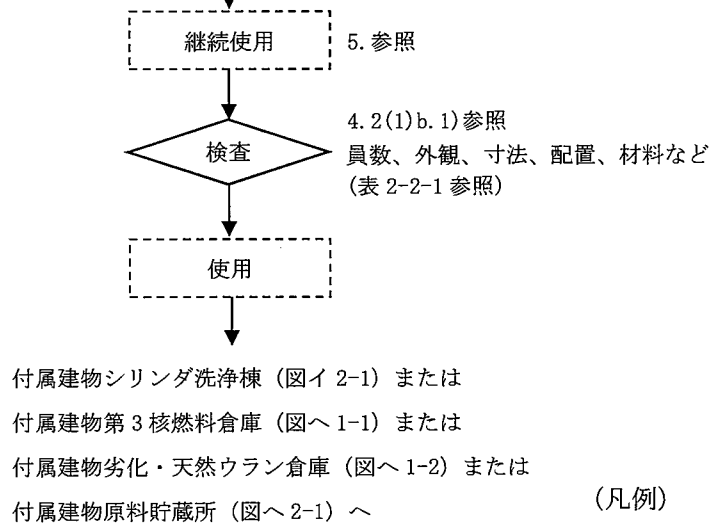 継続使用
5.参照
検査
4.2(1)b.1)参照
員数、外観、寸法、配置、材料など
(表 2-2-1 参照)
使用
付属建物シリンダ洗浄棟（図イ 2-1）または
付属建物第 3 核燃料倉庫（図ヘ 1-1）または
付属建物劣化・天然ウラン倉庫（図ヘ 1-2）または
付属建物原料貯蔵所（図ヘ 2-1）へ
（凡例）